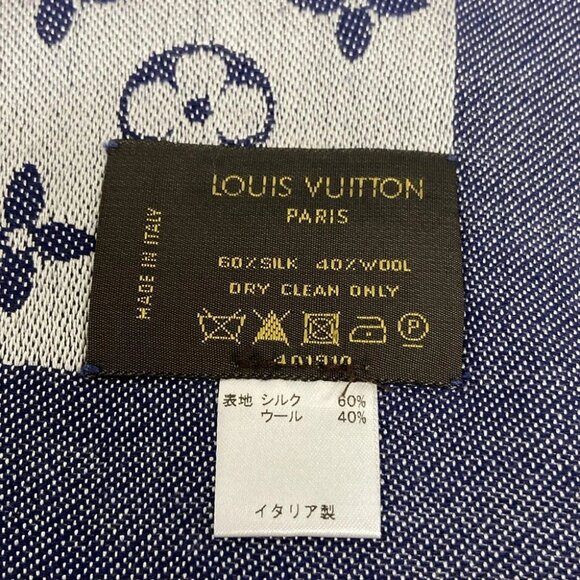 LOUIS VUITTON
PARIS
MADE IN ITALY
60%SILK 40%WOOL
DRY CLEAN ONLY
P
401910
表地 シルク 60%
ウール 40%
イタリア製